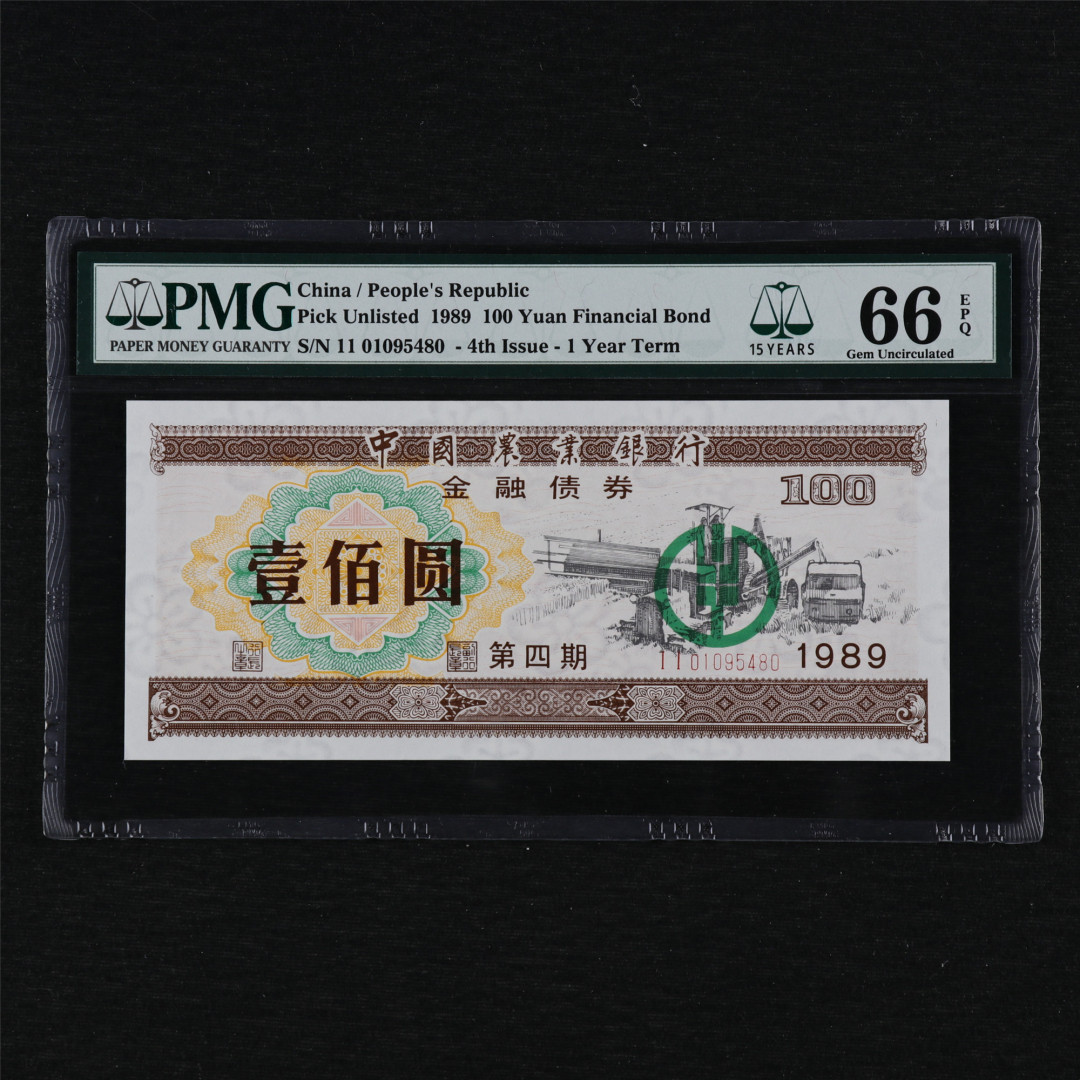 PMG
PAPER MONEY GUARANTY
China / People's Republic
Pick Unlisted 1989 100 Yuan Financial Bond
S/N 11 01095480 - 4th Issue - 1 Year Term
15 YEARS
66
EPQ
Gem Uncirculated
中國農業銀行
金融債券
100
壹佰圆
第四期
11 01095480
1989